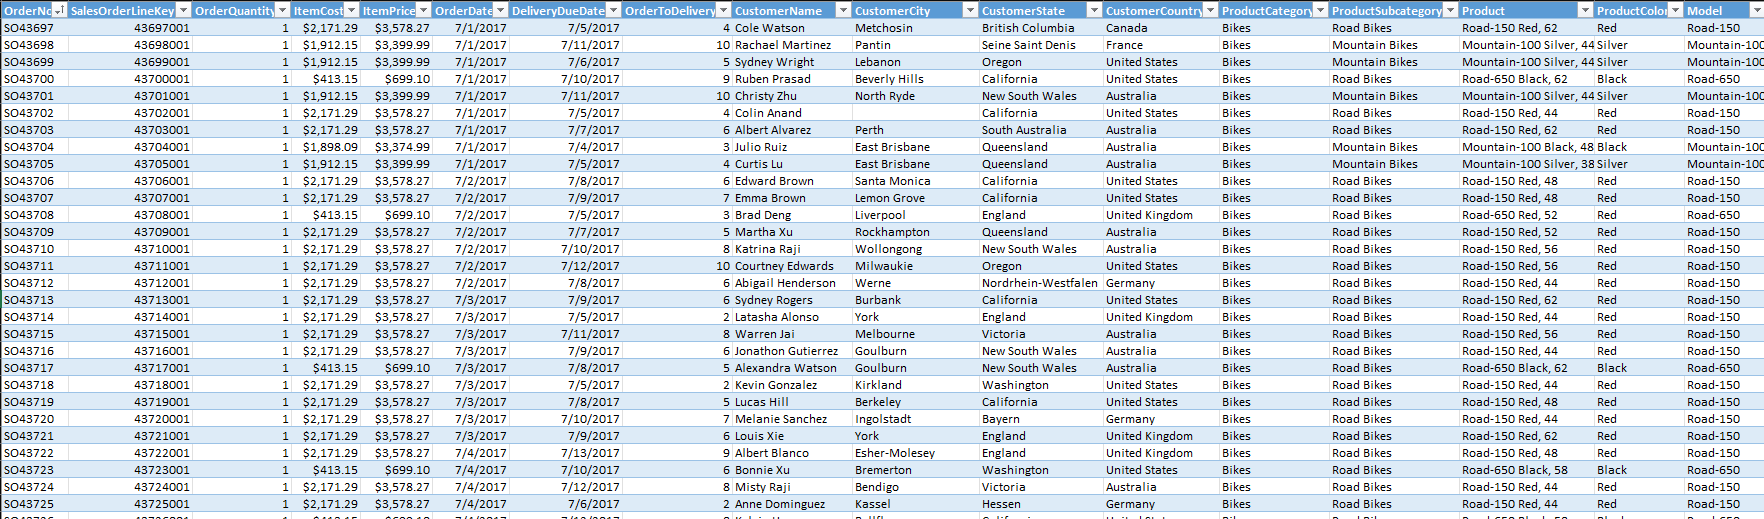 OrderNo SalesOrderLineKey OrderQuantity ItemCost ItemPrice OrderDate DeliveryDueDate OrderToDelivery CustomerName CustomerCity CustomerState CustomerCountry ProductCategory ProductSubcategory Product ProductColor Model
SO43697 43697001 1 $2,171.29 $3,578.27 7/1/2017 7/5/2017 4 Cole Watson Metchosin British Columbia Canada Bikes Road Bikes Road-150 Red, 62 Red Road-150
SO43698 43698001 1 $1,912.15 $3,399.99 7/1/2017 7/11/2017 10 Rachael Martinez Pantin Seine Saint Denis France Bikes Mountain Bikes Mountain-100 Silver, 44 Silver Mountain-100
SO43699 43699001 1 $1,912.15 $3,399.99 7/1/2017 7/6/2017 5 Sydney Wright Lebanon Oregon United States Bikes Mountain Bikes Mountain-100 Silver, 44 Silver Mountain-100
SO43700 43700001 1 $413.15 $699.10 7/1/2017 7/10/2017 9 Ruben Prasad Beverly Hills California United States Bikes Road Bikes Road-650 Black, 62 Black Road-650
SO43701 43701001 1 $1,912.15 $3,399.99 7/1/2017 7/11/2017 10 Christy Zhu North Ryde New South Wales Australia Bikes Mountain Bikes Mountain-100 Silver, 44 Silver Mountain-100
SO43702 43702001 1 $2,171.29 $3,578.27 7/1/2017 7/5/2017 4 Colin Anand California United States Bikes Road Bikes Road-150 Red, 44 Red Road-150
SO43703 43703001 1 $2,171.29 $3,578.27 7/1/2017 7/7/2017 6 Albert Alvarez Perth South Australia Australia Bikes Road Bikes Road-150 Red, 62 Red Road-150
SO43704 43704001 1 $1,898.09 $3,374.99 7/1/2017 7/4/2017 3 Julio Ruiz East Brisbane Queensland Australia Bikes Mountain Bikes Mountain-100 Black, 48 Black Mountain-100
SO43705 43705001 1 $1,912.15 $3,399.99 7/1/2017 7/5/2017 4 Curtis Lu East Brisbane Queensland Australia Bikes Mountain Bikes Mountain-100 Silver, 38 Silver Mountain-100
SO43706 43706001 1 $2,171.29 $3,578.27 7/2/2017 7/8/2017 6 Edward Brown Santa Monica California United States Bikes Road Bikes Road-150 Red, 48 Red Road-150
SO43707 43707001 1 $2,171.29 $3,578.27 7/2/2017 7/9/2017 7 Emma Brown Lemon Grove California United States Bikes Road Bikes Road-150 Red, 48 Red Road-150
SO43708 43708001 1 $413.15 $699.10 7/2/2017 7/5/2017 3 Brad Deng Liverpool England United Kingdom Bikes Road Bikes Road-650 Red, 52 Red Road-650
SO43709 43709001 1 $2,171.29 $3,578.27 7/2/2017 7/7/2017 5 Martha Xu Rockhampton Queensland Australia Bikes Road Bikes Road-150 Red, 52 Red Road-150
SO43710 43710001 1 $2,171.29 $3,578.27 7/2/2017 7/10/2017 8 Katrina Raji Wollongong New South Wales Australia Bikes Road Bikes Road-150 Red, 56 Red Road-150
SO43711 43711001 1 $2,171.29 $3,578.27 7/2/2017 7/12/2017 10 Courtney Edwards Milwaukie Oregon United States Bikes Road Bikes Road-150 Red, 56 Red Road-150
SO43712 43712001 1 $2,171.29 $3,578.27 7/2/2017 7/8/2017 6 Abigail Henderson Werne Nordrhein-Westfalen Germany Bikes Road Bikes Road-150 Red, 44 Red Road-150
SO43713 43713001 1 $2,171.29 $3,578.27 7/3/2017 7/9/2017 6 Sydney Rogers Burbank California United States Bikes Road Bikes Road-150 Red, 62 Red Road-150
SO43714 43714001 1 $2,171.29 $3,578.27 7/3/2017 7/5/2017 2 Latasha Alonso York England United Kingdom Bikes Road Bikes Road-150 Red, 44 Red Road-150
SO43715 43715001 1 $2,171.29 $3,578.27 7/3/2017 7/11/2017 8 Warren Jai Melbourne Victoria Australia Bikes Road Bikes Road-150 Red, 56 Red Road-150
SO43716 43716001 1 $2,171.29 $3,578.27 7/3/2017 7/9/2017 6 Jonathon Gutierrez Goulburn New South Wales Australia Bikes Road Bikes Road-150 Red, 44 Red Road-150
SO43717 43717001 1 $413.15 $699.10 7/3/2017 7/8/2017 5 Alexandra Watson Goulburn New South Wales Australia Bikes Road Bikes Road-650 Black, 62 Black Road-650
SO43718 43718001 1 $2,171.29 $3,578.27 7/3/2017 7/5/2017 2 Kevin Gonzalez Kirkland Washington United States Bikes Road Bikes Road-150 Red, 44 Red Road-150
SO43719 43719001 1 $2,171.29 $3,578.27 7/3/2017 7/8/2017 5 Lucas Hill Berkeley California United States Bikes Road Bikes Road-150 Red, 48 Red Road-150
SO43720 43720001 1 $2,171.29 $3,578.27 7/3/2017 7/10/2017 7 Melanie Sanchez Ingolstadt Bayern Germany Bikes Road Bikes Road-150 Red, 44 Red Road-150
SO43721 43721001 1 $2,171.29 $3,578.27 7/3/2017 7/9/2017 6 Louis Xie York England United Kingdom Bikes Road Bikes Road-150 Red, 62 Red Road-150
SO43722 43722001 1 $2,171.29 $3,578.27 7/4/2017 7/13/2017 9 Albert Blanco Esher-Molesey England United Kingdom Bikes Road Bikes Road-150 Red, 48 Red Road-150
SO43723 43723001 1 $413.15 $699.10 7/4/2017 7/10/2017 6 Bonnie Xu Bremerton Washington United States Bikes Road Bikes Road-650 Black, 58 Black Road-650
SO43724 43724001 1 $2,171.29 $3,578.27 7/4/2017 7/12/2017 8 Misty Raji Bendigo Victoria Australia Bikes Road Bikes Road-150 Red, 44 Red Road-150
SO43725 43725001 1 $2,171.29 $3,578.27 7/4/2017 7/6/2017 2 Anne Dominguez Kassel Hessen Germany Bikes Road Bikes Road-150 Red, 44 Red Road-150